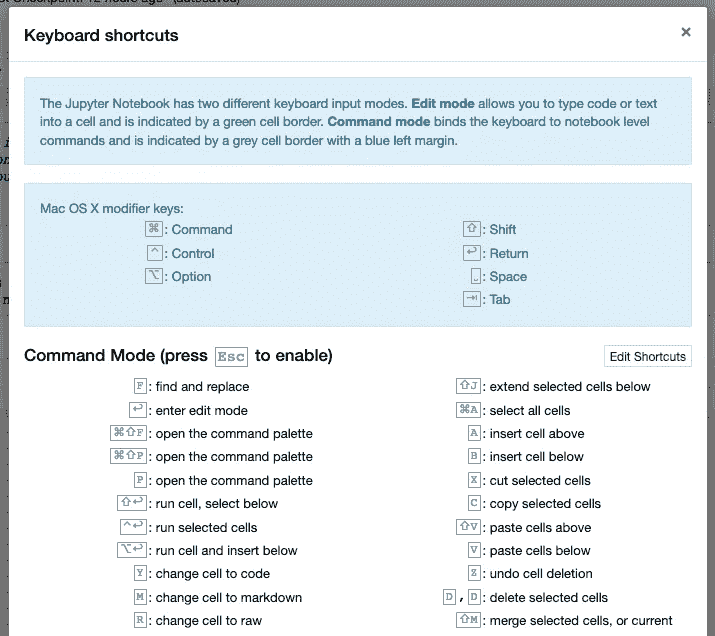 Keyboard shortcuts ×
The Jupyter Notebook has two different keyboard input modes. Edit mode allows you to type code or text
into a cell and is indicated by a green cell border. Command mode binds the keyboard to notebook level
commands and is indicated by a grey cell border with a blue left margin.
Mac OS X modifier keys:
⌘: Command
^: Control
⌥: Option
⇧: Shift
↩: Return
␣: Space
⇥: Tab
Command Mode (press Esc to enable)
Edit Shortcuts
F: find and replace
↩: enter edit mode
⌘⇧F: open the command palette
⌘⇧P: open the command palette
P: open the command palette
⇧↩: run cell, select below
^↩: run selected cells
⌥↩: run cell and insert below
Y: change cell to code
M: change cell to markdown
R: change cell to raw
⇧J: extend selected cells below
⌘A: select all cells
A: insert cell above
B: insert cell below
X: cut selected cells
C: copy selected cells
⇧V: paste cells above
V: paste cells below
Z: undo cell deletion
D, D: delete selected cells
⇧M: merge selected cells, or current